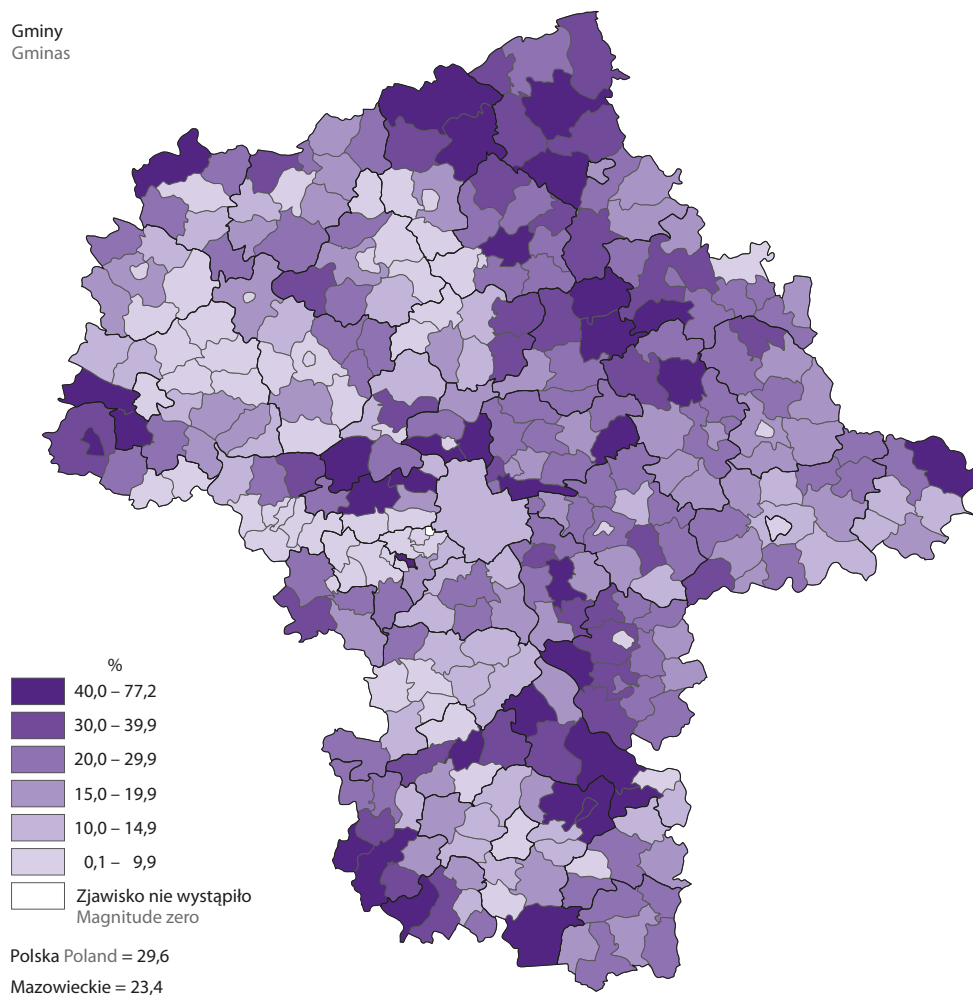 Gminy
Gminas
%
40,0 – 77,2
30,0 – 39,9
20,0 – 29,9
15,0 – 19,9
10,0 – 14,9
0,1 – 9,9
Zjawisko nie wystąpiło
Magnitude zero
Polska Poland = 29,6
Mazowieckie = 23,4